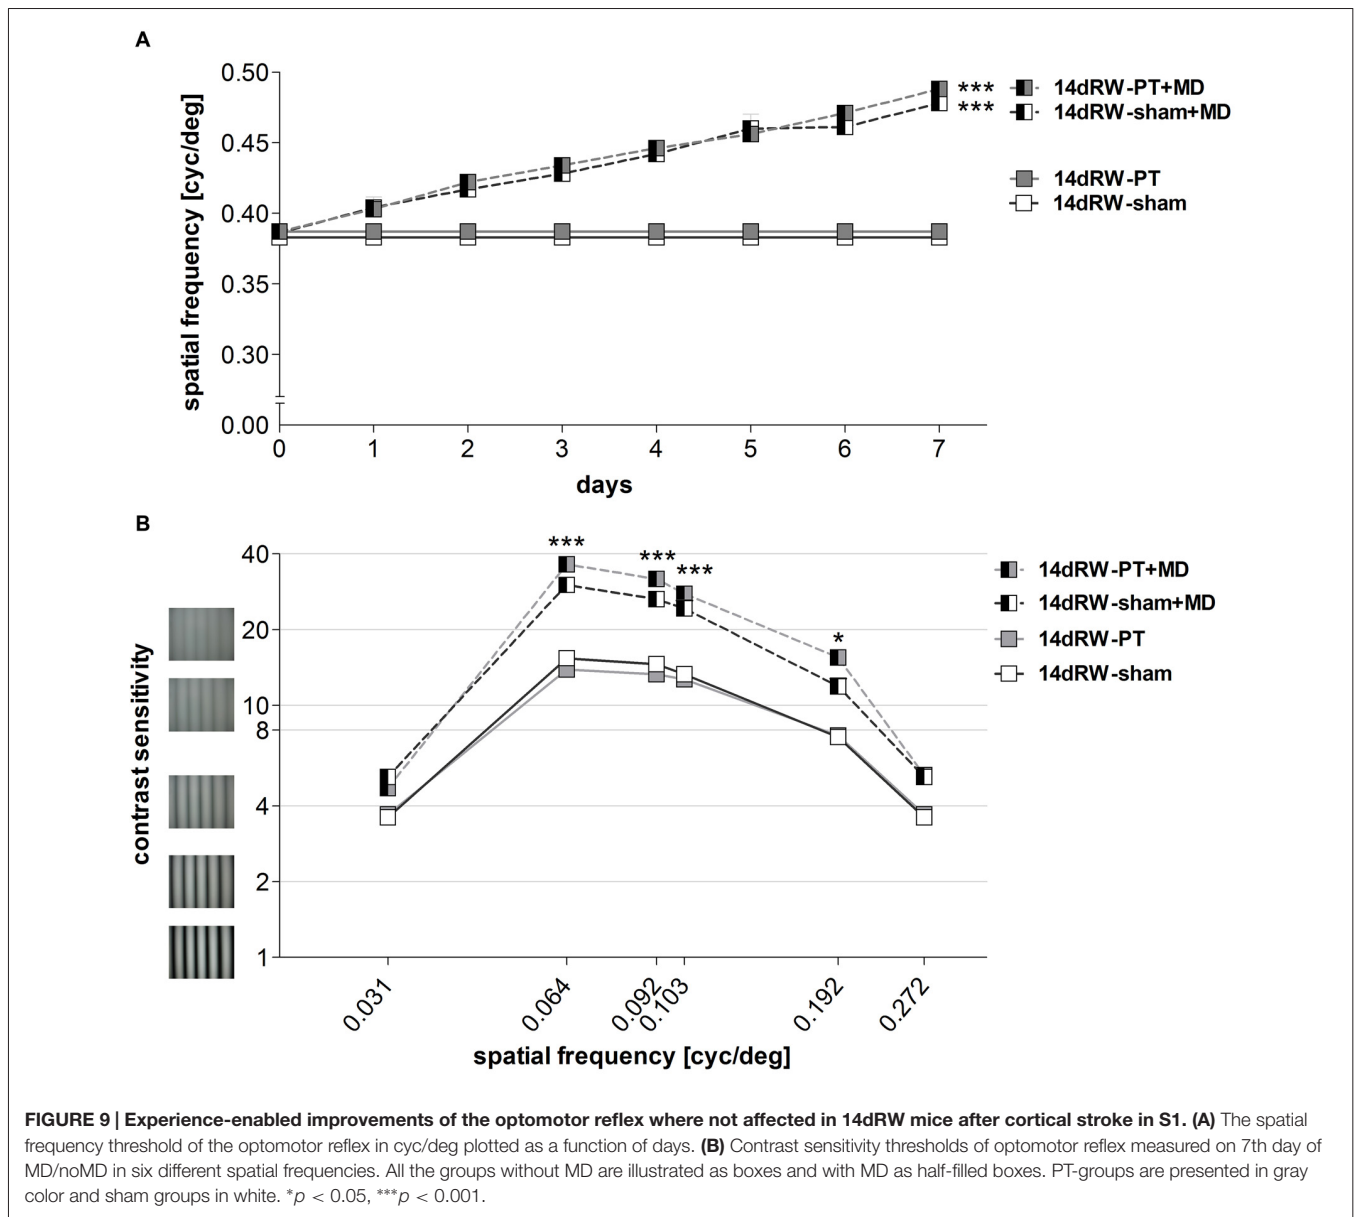 A
0.50
0.45
0.40
0.35
0.30
0.00
spatial frequency [cyc/deg]
0 1 2 3 4 5 6 7
days
***
***
14dRW-PT+MD
14dRW-sham+MD
14dRW-PT
14dRW-sham
B
40
20
10
8
4
2
1
contrast sensitivity
***
***
***
*
0.031 0.064 0.092 0.103 0.192 0.272
spatial frequency [cyc/deg]
14dRW-PT+MD
14dRW-sham+MD
14dRW-PT
14dRW-sham
FIGURE 9 | Experience-enabled improvements of the optomotor reflex where not affected in 14dRW mice after cortical stroke in S1. (A) The spatial
frequency threshold of the optomotor reflex in cyc/deg plotted as a function of days. (B) Contrast sensitivity thresholds of optomotor reflex measured on 7th day of
MD/noMD in six different spatial frequencies. All the groups without MD are illustrated as boxes and with MD as half-filled boxes. PT-groups are presented in gray
color and sham groups in white. *p < 0.05, ***p < 0.001.